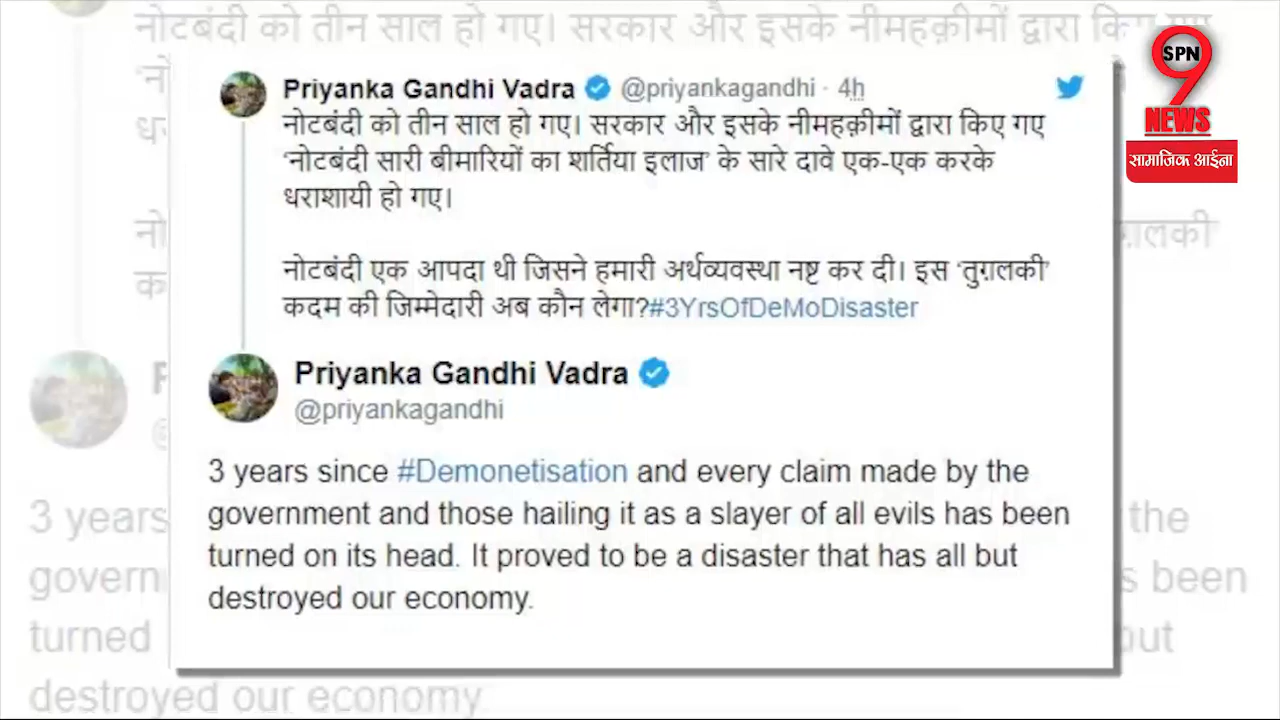 नोटबंदी को तीन साल हो गए। सरकार और इसके नीमहक़ीमों द्वारा किए गए
Priyanka Gandhi Vadra @priyankagandhi · 4h
नोटबंदी को तीन साल हो गए। सरकार और इसके नीमहक़ीमों द्वारा किए गए
'नोटबंदी सारी बीमारियों का शर्तिया इलाज' के सारे दावे एक-एक करके
धराशायी हो गए।
नोटबंदी एक आपदा थी जिसने हमारी अर्थव्यवस्था नष्ट कर दी। इस 'तुग़लकी'
कदम की जिम्मेदारी अब कौन लेगा?#3YrsOfDeMoDisaster
Priyanka Gandhi Vadra
@priyankagandhi
3 years since #Demonetisation and every claim made by the
government and those hailing it as a slayer of all evils has been
turned on its head. It proved to be a disaster that has all but
destroyed our economy.
SPN
9
NEWS
सामाजिक आईना
3 years the
govern s been
turned but
destroyed our economy